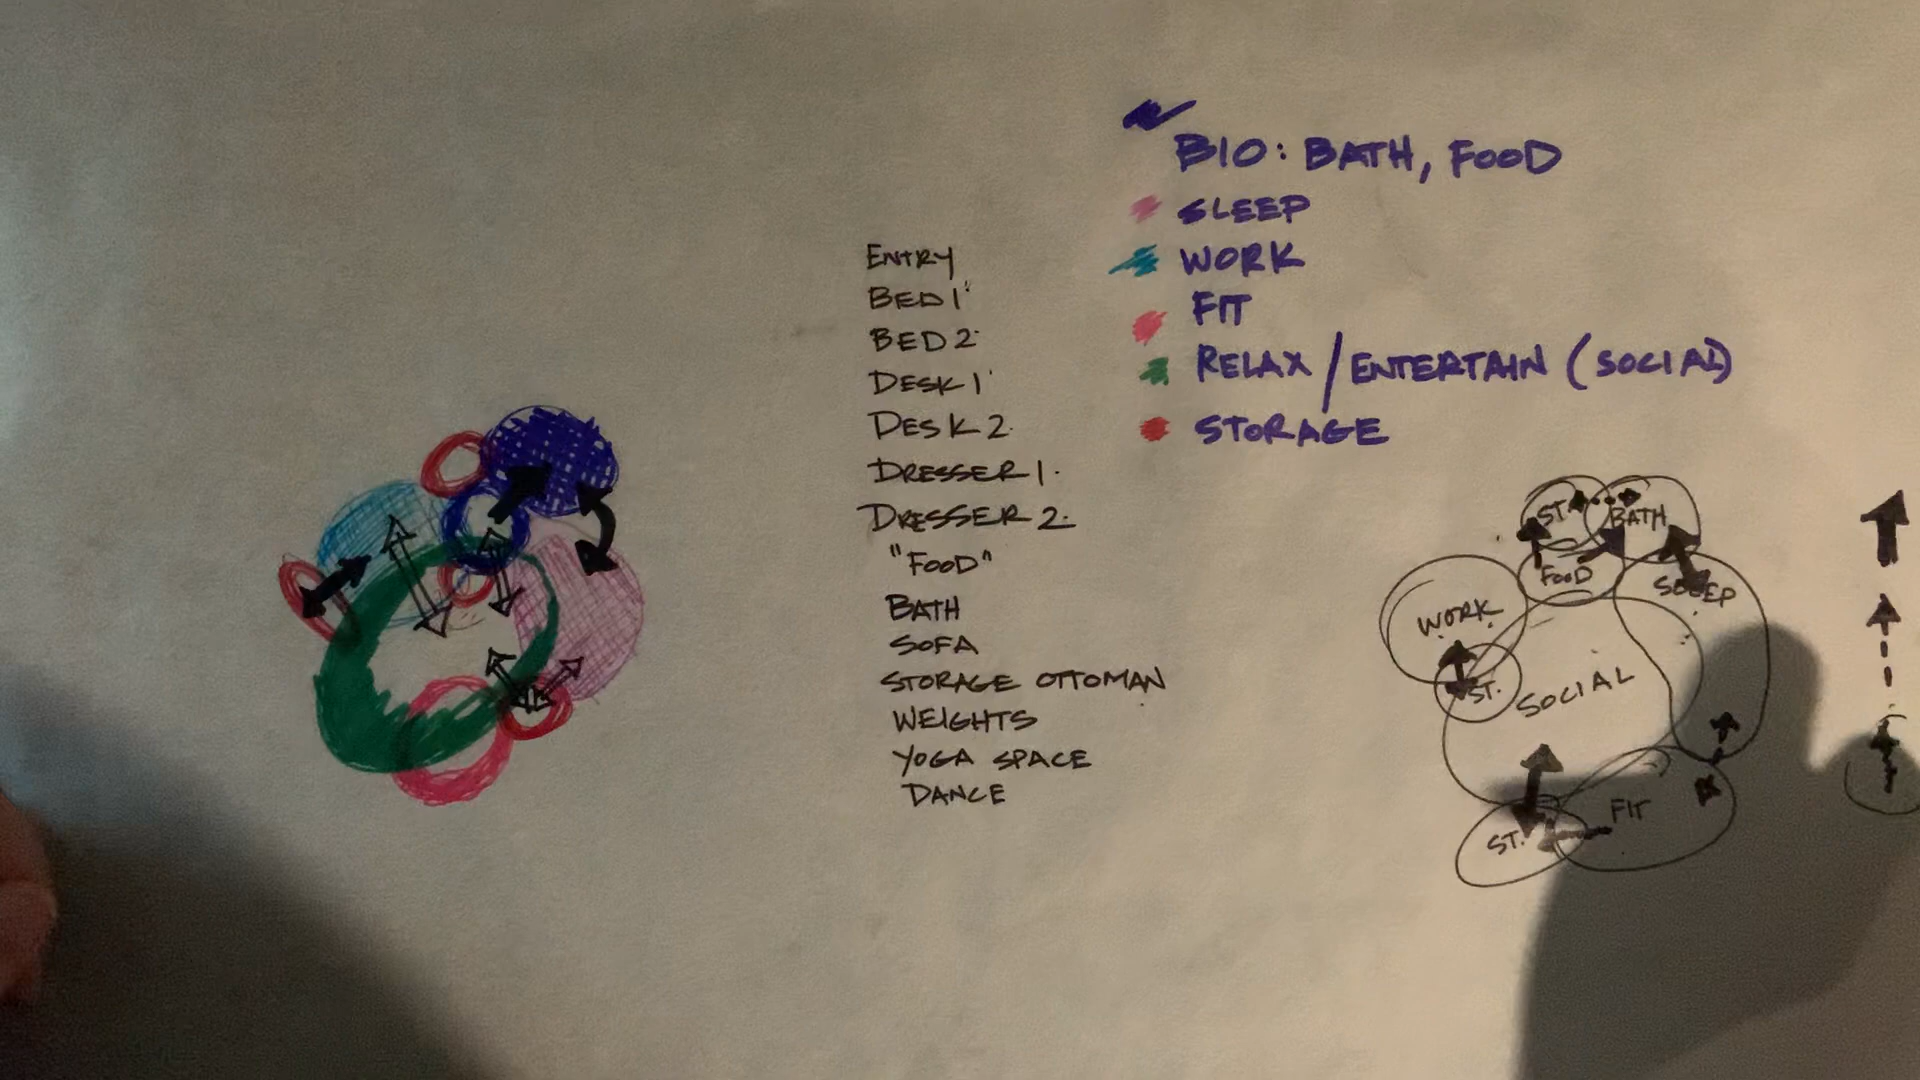 BIO: BATH, FOOD
SLEEP
WORK
FIT
RELAX / ENTERTAIN (SOCIAL)
STORAGE
ENTRY
BED 1
BED 2
DESK 1
DESK 2
DRESSER 1
DRESSER 2
"FOOD"
BATH
SOFA
STORAGE OTTOMAN
WEIGHTS
YOGA SPACE
DANCE
ST.
BATH
FOOD
SLEEP
WORK
ST.
SOCIAL
FIT
ST.